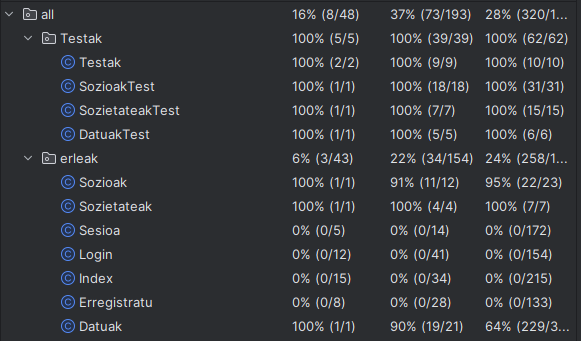 all 16% (8/48) 37% (73/193) 28% (320/1...
Testak 100% (5/5) 100% (39/39) 100% (62/62)
Testak 100% (2/2) 100% (9/9) 100% (10/10)
SozioakTest 100% (1/1) 100% (18/18) 100% (31/31)
SozietateakTest 100% (1/1) 100% (7/7) 100% (15/15)
DatuakTest 100% (1/1) 100% (5/5) 100% (6/6)
erleak 6% (3/43) 22% (34/154) 24% (258/1...
Sozioak 100% (1/1) 91% (11/12) 95% (22/23)
Sozietateak 100% (1/1) 100% (4/4) 100% (7/7)
Sesioa 0% (0/5) 0% (0/14) 0% (0/172)
Login 0% (0/12) 0% (0/41) 0% (0/154)
Index 0% (0/15) 0% (0/34) 0% (0/215)
Erregistratu 0% (0/8) 0% (0/28) 0% (0/133)
Datuak 100% (1/1) 90% (19/21) 64% (229/3...